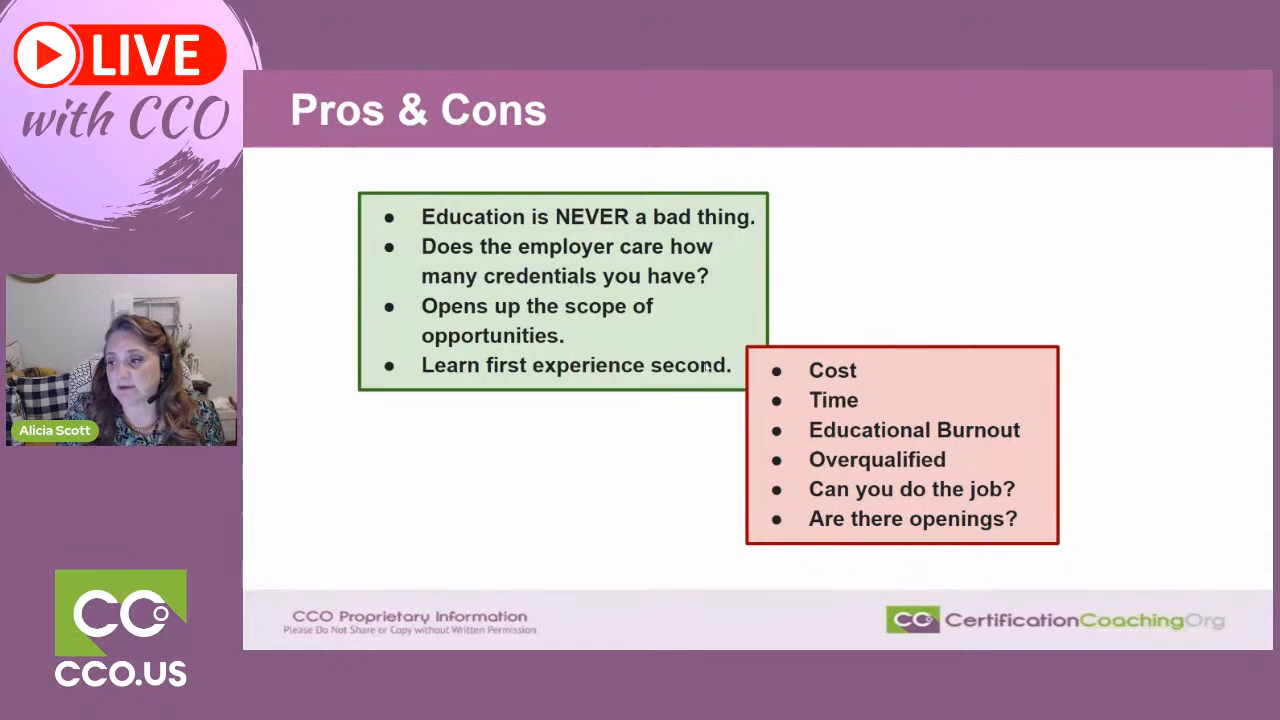 LIVE
with CCO
Pros & Cons
● Education is NEVER a bad thing.
● Does the employer care how
many credentials you have?
● Opens up the scope of
opportunities.
● Learn first experience second.
● Cost
● Time
● Educational Burnout
● Overqualified
● Can you do the job?
● Are there openings?
Alicia Scott
CCO
CCO.US
CCO Proprietary Information
Please Do Not Share or Copy without Written Permission
CCO CertificationCoachingOrg